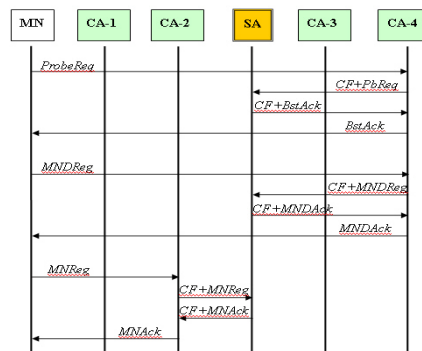 MN CA-1 CA-2 SA CA-3 CA-4
ProbeReq
CF+PbReq
CF+BstAck
BstAck
MNDReg
CF+MNDReg
CF+MNDAck
MNDAck
MNReg
CF+MNReg
CF+MNAck
MNAck